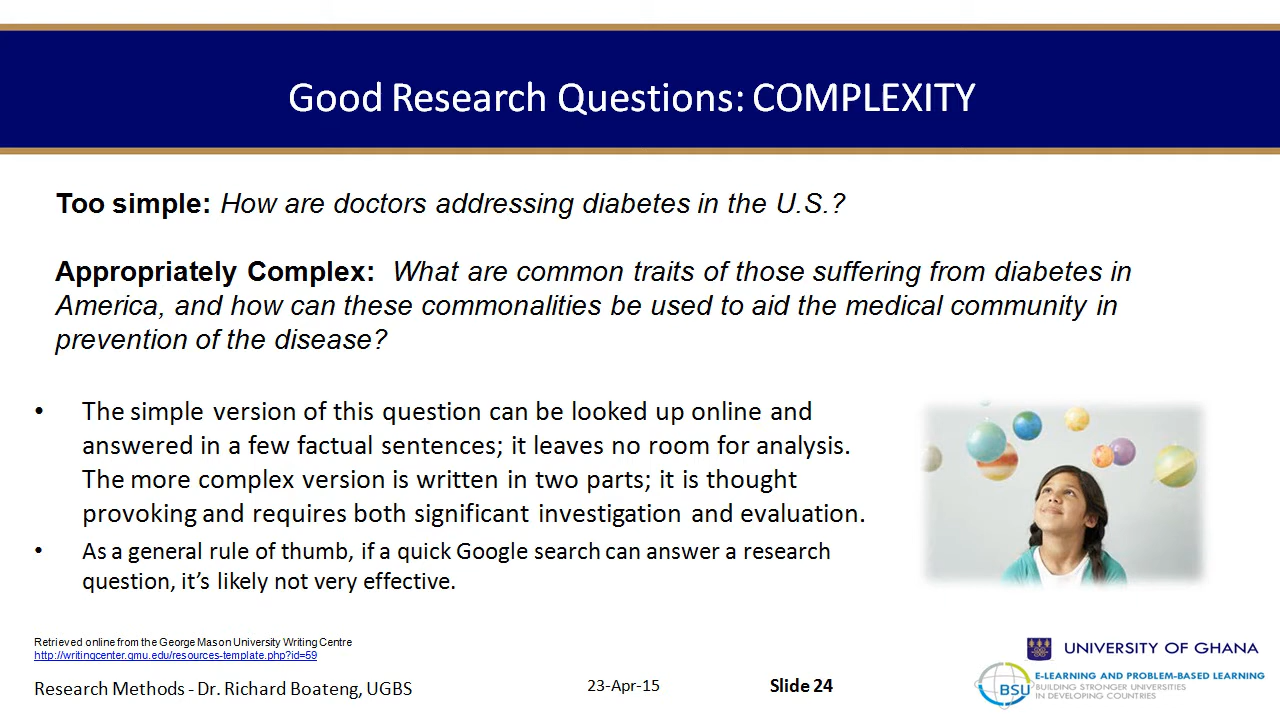 Good Research Questions: COMPLEXITY
Too simple: How are doctors addressing diabetes in the U.S.?
Appropriately Complex: What are common traits of those suffering from diabetes in
America, and how can these commonalities be used to aid the medical community in
prevention of the disease?
• The simple version of this question can be looked up online and
answered in a few factual sentences; it leaves no room for analysis.
The more complex version is written in two parts; it is thought
provoking and requires both significant investigation and evaluation.
• As a general rule of thumb, if a quick Google search can answer a research
question, it’s likely not very effective.
Retrieved online from the George Mason University Writing Centre
http://writingcenter.gmu.edu/resources-template.php?id=59
UNIVERSITY OF GHANA
Research Methods - Dr. Richard Boateng, UGBS
23-Apr-15
Slide 24
BSU
E-LEARNING AND PROBLEM-BASED LEARNING
BUILDING STRONGER UNIVERSITIES
IN DEVELOPING COUNTRIES